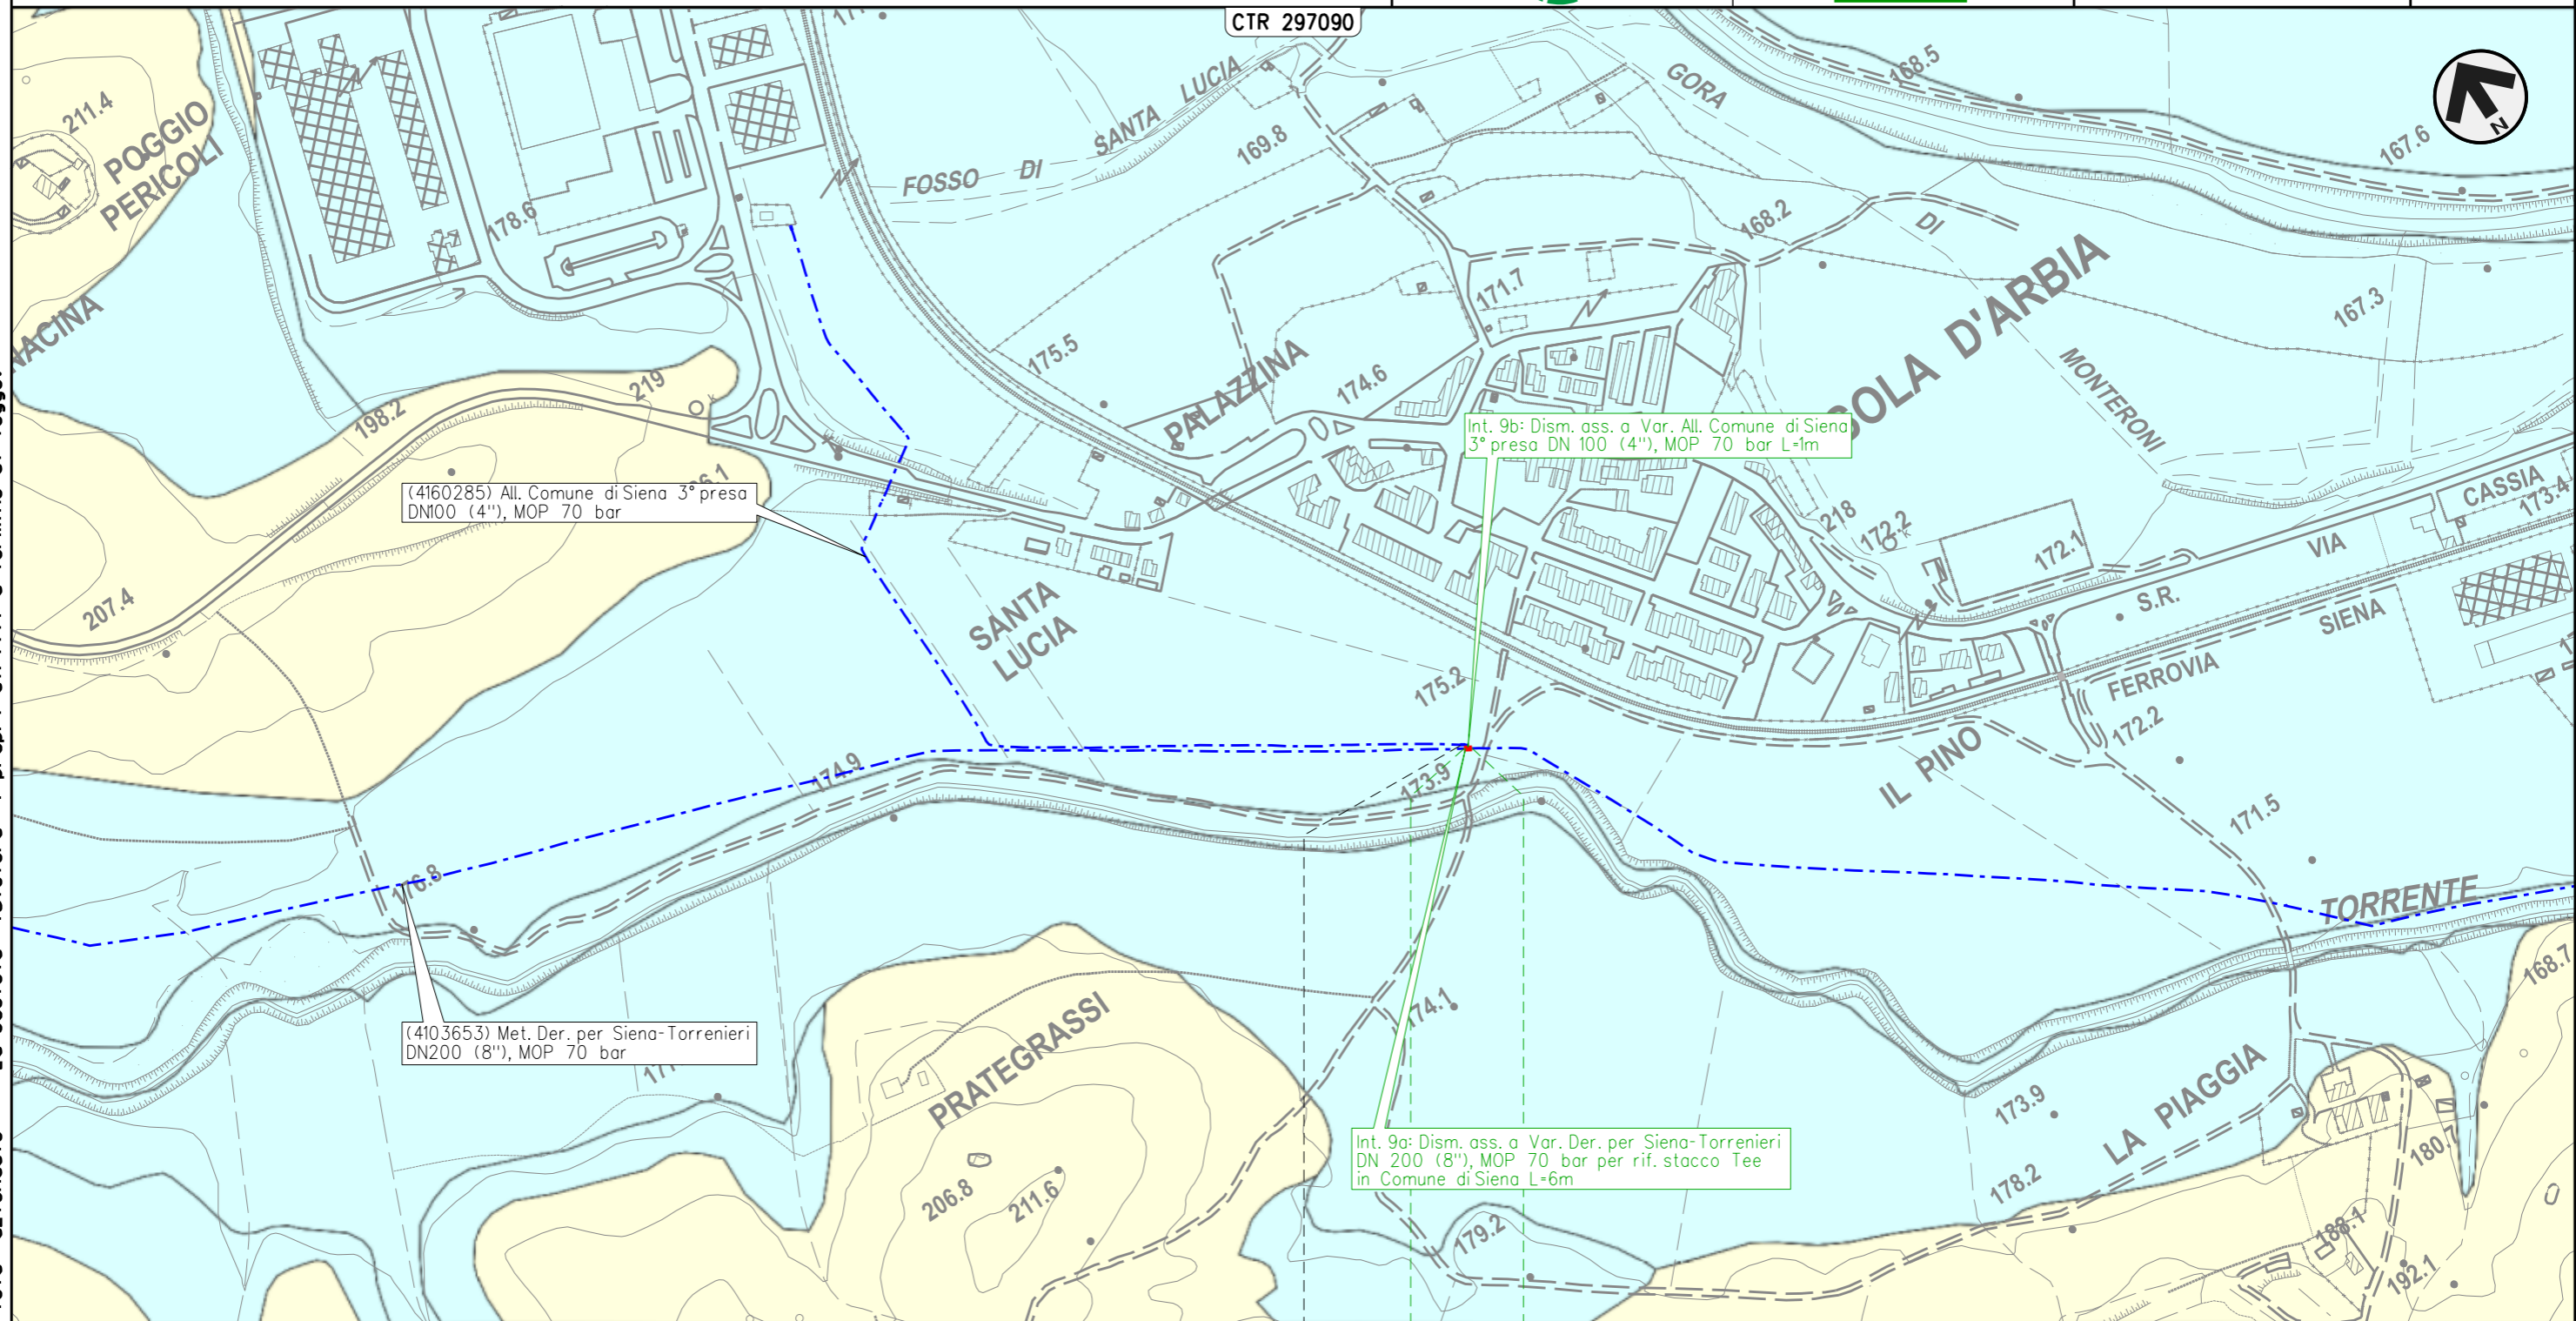 CTR 297090
N
211.4
POGGIO
PERICOLI
178.6
FOSSO DI SANTA LUCIA
169.8
GORA
168.5
167.6
168.2
DI
167.3
171.7
175.5
PALAZZINA
174.6
MONTERONI
219
198.2
Int. 9b: Dism. ass. a Var. All. Comune di Siena
3° presa DN 100 (4"), MOP 70 bar L=1m
(4160285) All. Comune di Siena 3° presa
DN100 (4"), MOP 70 bar
CASSIA
173.4
VIA
218
172.2
172.1
S.R.
SIENA
FERROVIA
207.4
SANTA
LUCIA
175.2
172.2
IL PINO
174.9
173.9
171.5
176.8
TORRENTE
168.7
174.1
PRATEGRASSI
(4103653) Met. Der. per Siena-Torrenieri
DN200 (8"), MOP 70 bar
173.9
LA PIAGGIA
Int. 9a: Dism. ass. a Var. Der. per Siena-Torrenieri
DN 200 (8"), MOP 70 bar per rif. stacco Tee
in Comune di Siena L=6m
180.7
178.2
206.8
211.6
179.2
188.1
192.1